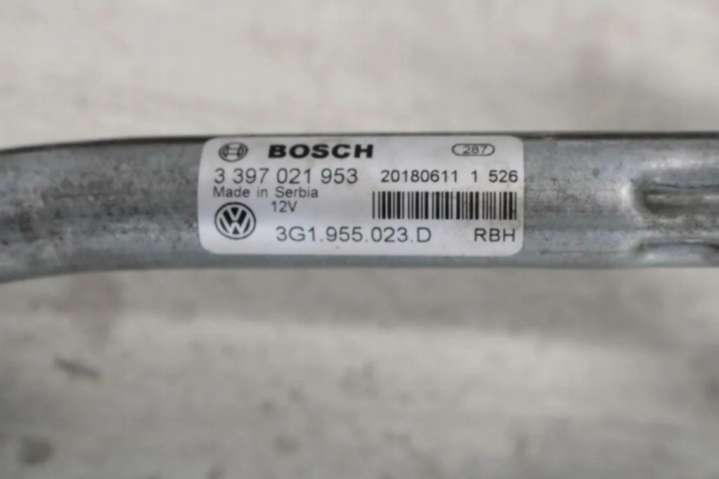 BOSCH 287
3 397 021 953 20180611 1 526
Made in Serbia
12V
3G1.955.023.D RBH